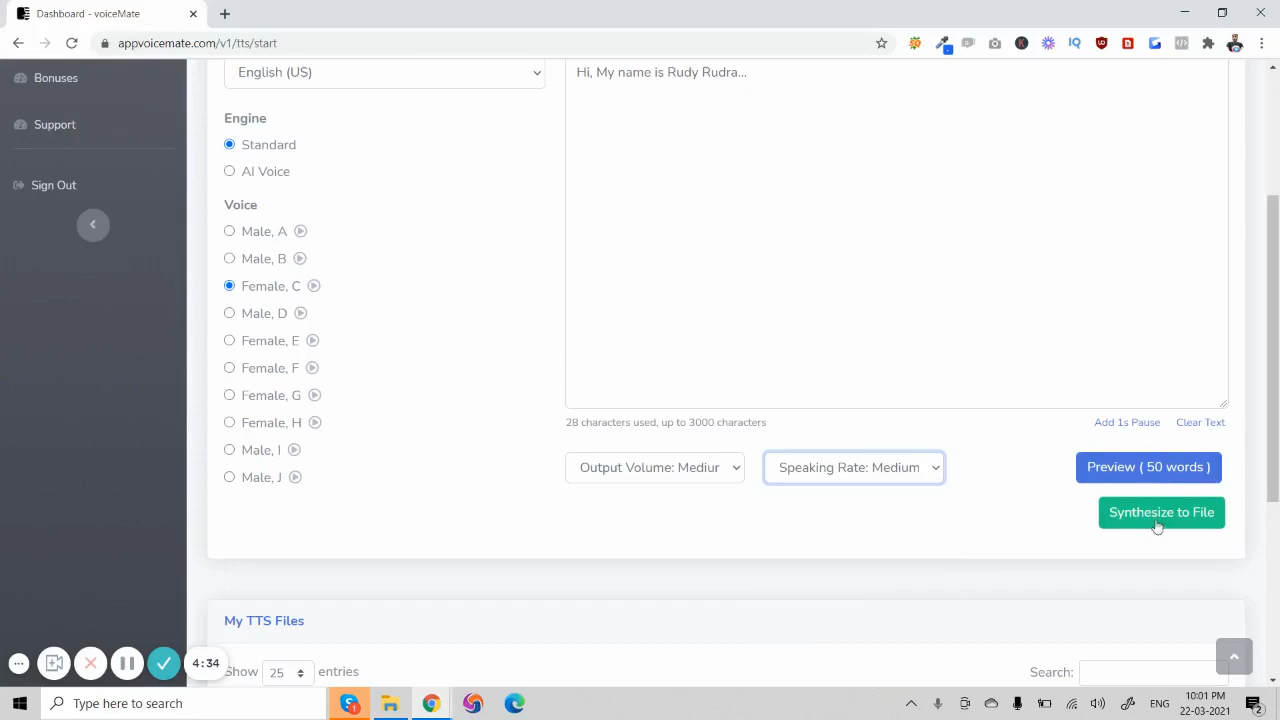 Dashboard - voiceMate
appvoicemate.com/v1/tts/start
Bonuses
Support
Sign Out
English (US)
Engine
Standard
AI Voice
Voice
Male, A
Male, B
Female, C
Male, D
Female, E
Female, F
Female, G
Female, H
Male, I
Male, J
Hi, My name is Rudy Rudra...
28 characters used, up to 3000 characters
Add 1s Pause Clear Text
Output Volume: Mediur Speaking Rate: Medium Preview ( 50 words )
Synthesize to File
My TTS Files
Show 25 entries Search:
4:34
Type here to search
ENG
10:01 PM
22-03-2021
2